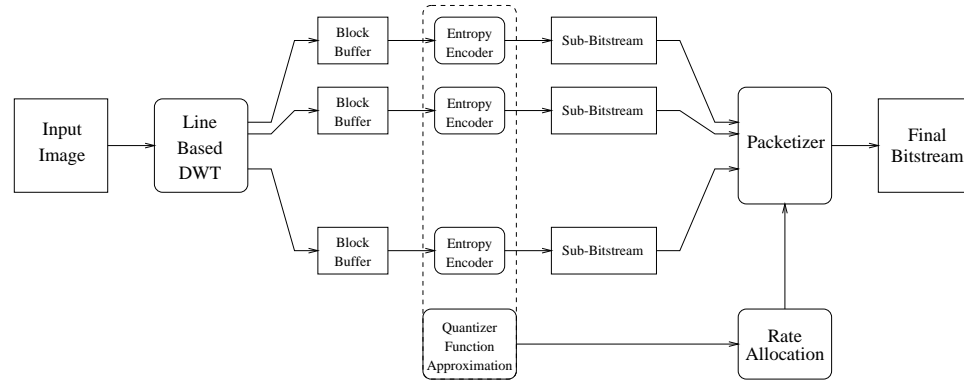 Input
Image
Line
Based
DWT
Block
Buffer
Entropy
Encoder
Sub-Bitstream
Block
Buffer
Entropy
Encoder
Sub-Bitstream
Block
Buffer
Entropy
Encoder
Sub-Bitstream
Packetizer
Final
Bitstream
Quantizer
Function
Approximation
Rate
Allocation